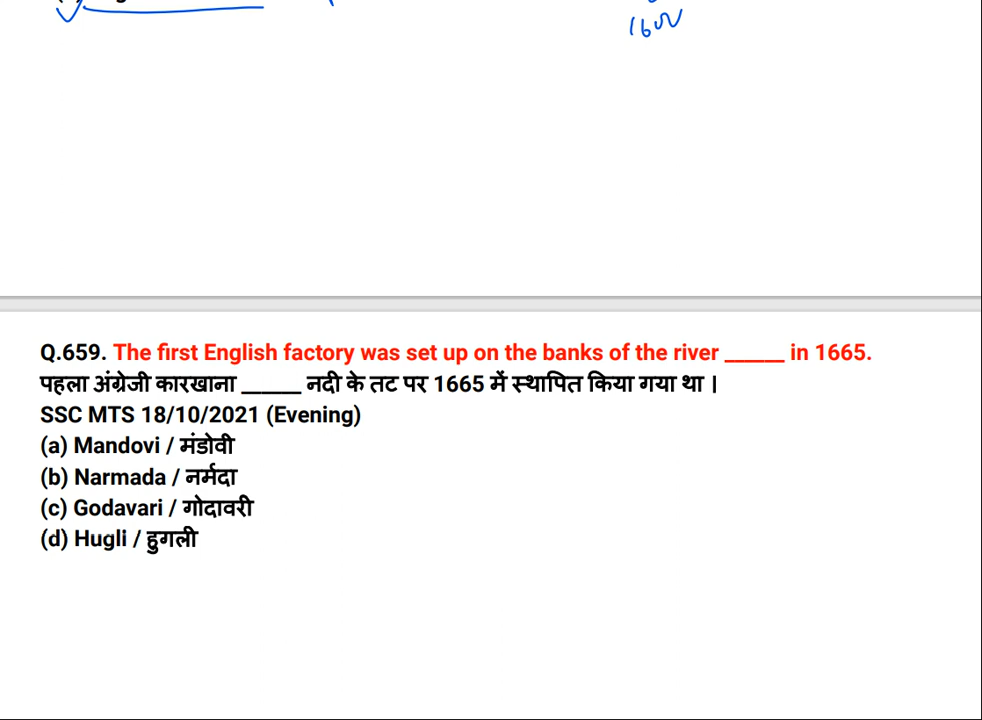 1600
Q.659. The first English factory was set up on the banks of the river ______ in 1665.
पहला अंग्रेजी कारखाना ______ नदी के तट पर 1665 में स्थापित किया गया था |
SSC MTS 18/10/2021 (Evening)
(a) Mandovi / मंडोवी
(b) Narmada / नर्मदा
(c) Godavari / गोदावरी
(d) Hugli / हुगली